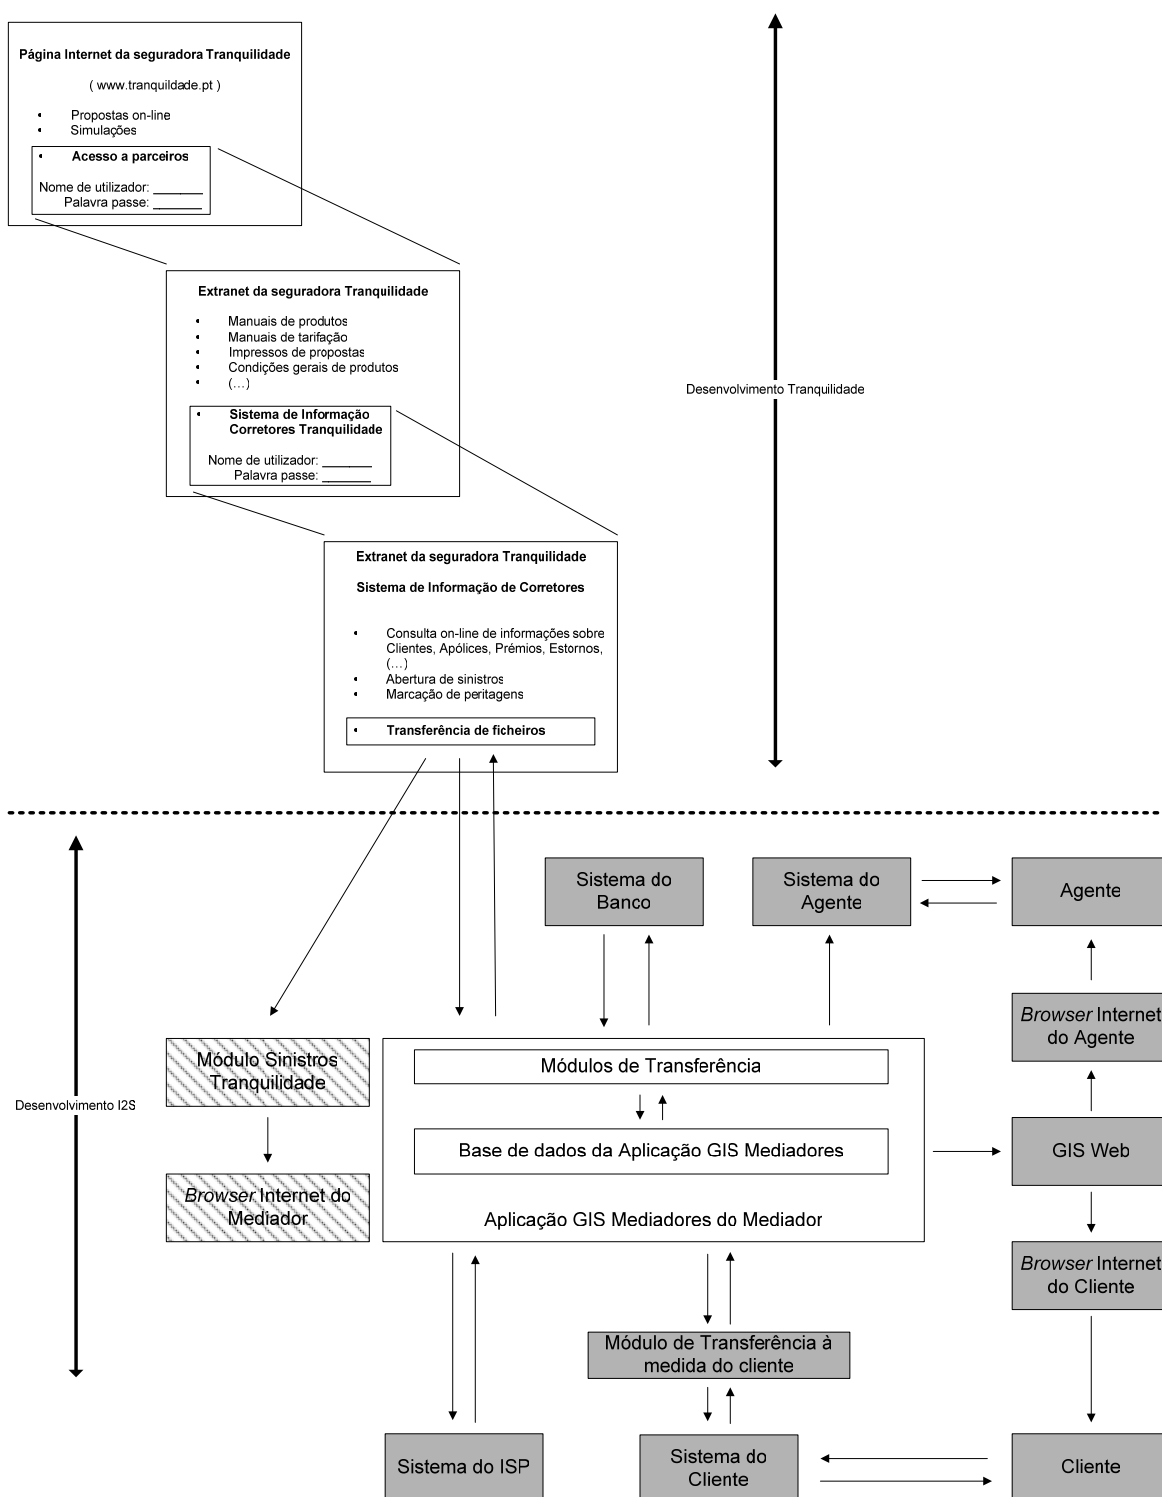 Página Internet da seguradora Tranquilidade
( www.tranquildade.pt )
• Propostas on-line
• Simulações
• Acesso a parceiros
Nome de utilizador: _______
Palavra passe: _______
Extranet da seguradora Tranquilidade
• Manuais de produtos
• Manuais de tarifação
• Impressos de propostas
• Condições gerais de produtos
• (...)
• Sistema de Informação
Corretores Tranquilidade
Nome de utilizador: _______
Palavra passe: _______
Desenvolvimento Tranquilidade
Extranet da seguradora Tranquilidade
Sistema de Informação de Corretores
• Consulta on-line de informações sobre
Clientes, Apólices, Prémios, Estornos,
(...)
• Abertura de sinistros
• Marcação de peritagens
• Transferência de ficheiros
Sistema do
Banco
Sistema do
Agente
Agente
Browser Internet
do Agente
Módulo Sinistros
Tranquilidade
Módulos de Transferência
Desenvolvimento I2S
Base de dados da Aplicação GIS Mediadores
GIS Web
Browser Internet do
Mediador
Aplicação GIS Mediadores do Mediador
Browser Internet
do Cliente
Módulo de Transferência à
medida do cliente
Sistema do ISP
Sistema do
Cliente
Cliente